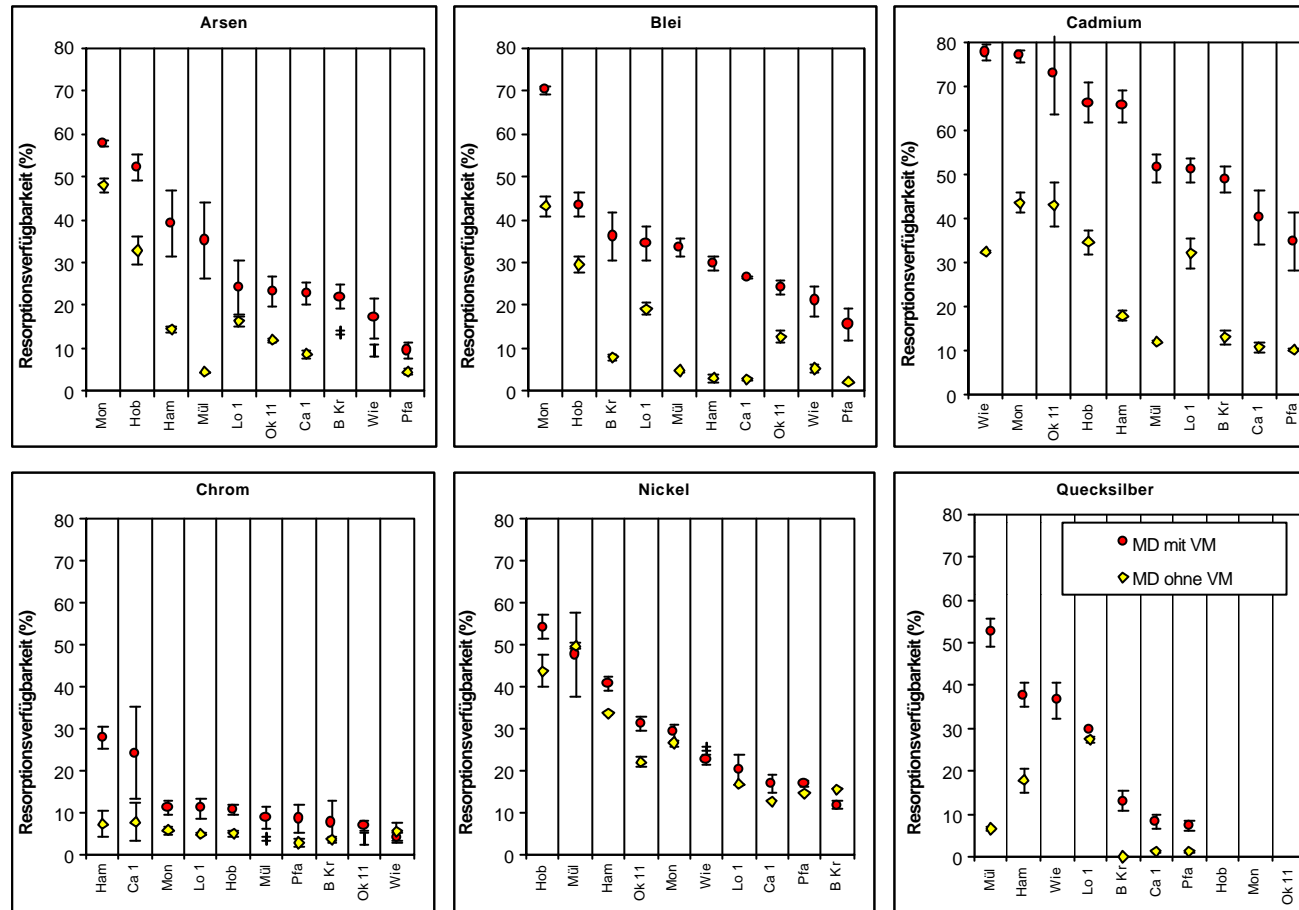 Arsen
Resorptionsverfügbarkeit (%)
80
70
60
50
40
30
20
10
0
Mon
Hob
Ham
Mül
Lo 1
Ok 11
Ca 1
B Kr
Wie
Pfa
Blei
Resorptionsverfügbarkeit (%)
80
70
60
50
40
30
20
10
0
Mon
Hob
B Kr
Lo 1
Mül
Ham
Ca 1
Ok 11
Wie
Pfa
Cadmium
Resorptionsverfügbarkeit (%)
80
70
60
50
40
30
20
10
0
Wie
Mon
Ok 11
Hob
Ham
Mül
Lo 1
B Kr
Ca 1
Pfa
Chrom
Resorptionsverfügbarkeit (%)
80
70
60
50
40
30
20
10
0
Ham
Ca 1
Mon
Lo 1
Hob
Mül
Pfa
B Kr
Ok 11
Wie
Nickel
Resorptionsverfügbarkeit (%)
80
70
60
50
40
30
20
10
0
Hob
Mül
Ham
Ok 11
Mon
Wie
Lo 1
Ca 1
Pfa
B Kr
Quecksilber
MD mit VM
MD ohne VM
Resorptionsverfügbarkeit (%)
80
70
60
50
40
30
20
10
0
Mül
Ham
Wie
Lo 1
B Kr
Ca 1
Pfa
Hob
Mon
Ok 11